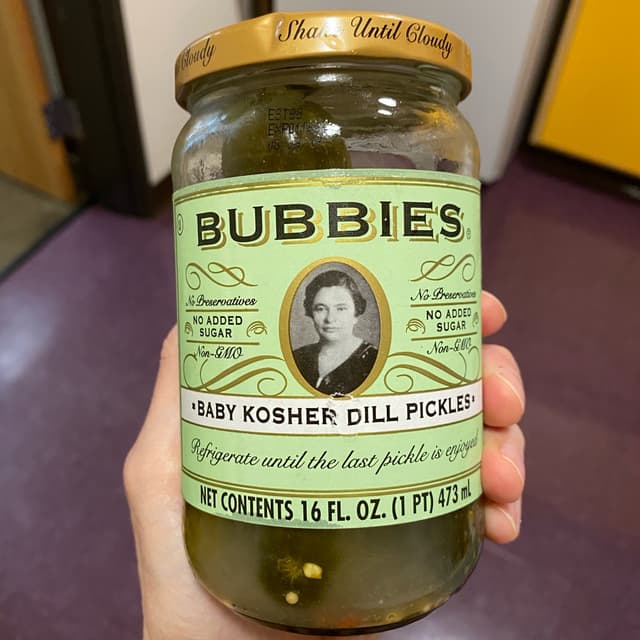 Cloudy Shake Until Cloudy
BUBBIES®
No Preservatives
NO ADDED
SUGAR
Non-GMO
No Preservatives
NO ADDED
SUGAR
Non-GMO
•BABY KOSHER DILL PICKLES•
Refrigerate until the last pickle is enjoyed
NET CONTENTS 16 FL. OZ. (1 PT) 473 mL